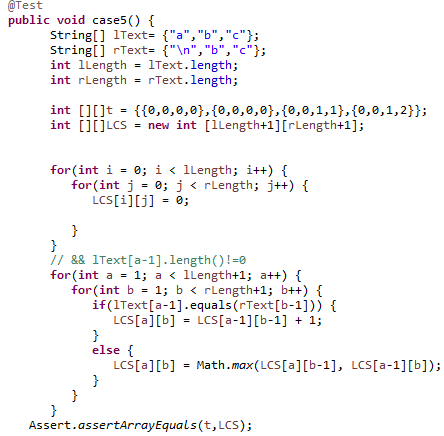 @Test
public void case5() {
String[] lText= {"a","b","c"};
String[] rText= {"\n","b","c"};
int lLength = lText.length;
int rLength = rText.length;
int [][]t = {{0,0,0,0},{0,0,0,0},{0,0,1,1},{0,0,1,2}};
int [][]LCS = new int [lLength+1][rLength+1];
for(int i = 0; i < lLength; i++) {
for(int j = 0; j < rLength; j++) {
LCS[i][j] = 0;
}
}
// && lText[a-1].length()!=0
for(int a = 1; a < lLength+1; a++) {
for(int b = 1; b < rLength+1; b++) {
if(lText[a-1].equals(rText[b-1])) {
LCS[a][b] = LCS[a-1][b-1] + 1;
}
else {
LCS[a][b] = Math.max(LCS[a][b-1], LCS[a-1][b]);
}
}
}
Assert.assertArrayEquals(t,LCS);